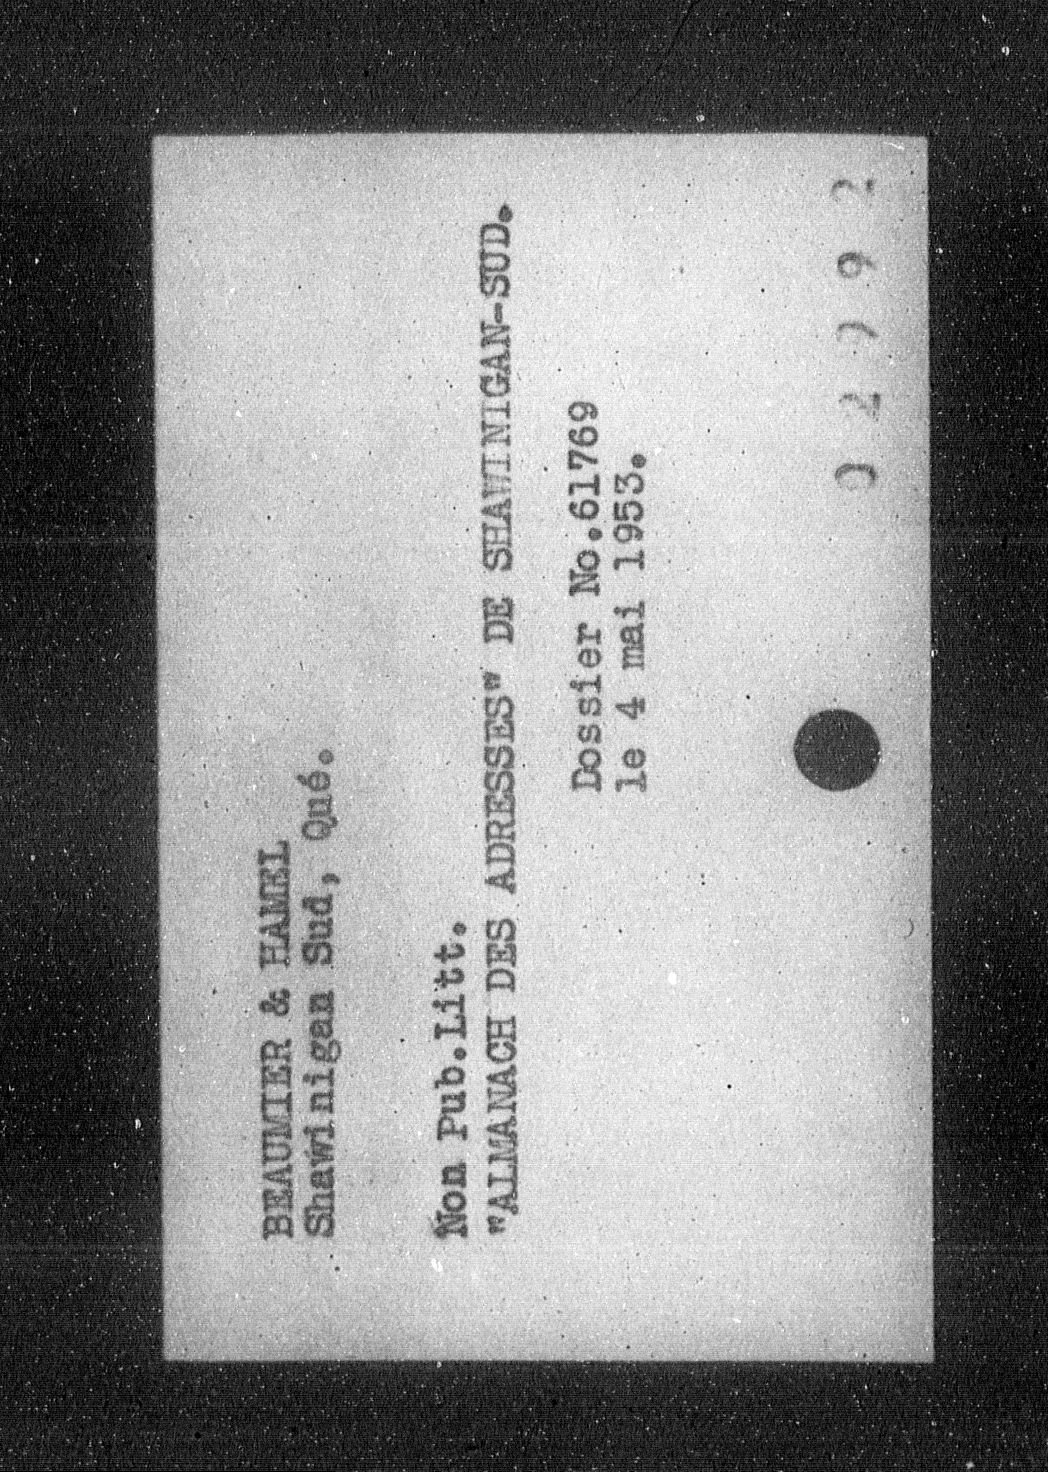 BEAUMIER & HAMEL
Shawinigan Sud, Qué.
Non Pub.Litt.
"ALMANACH DES ADRESSES" DE SHAWINIGAN-SUD.
Dossier No.61769
le 4 mai 1953.